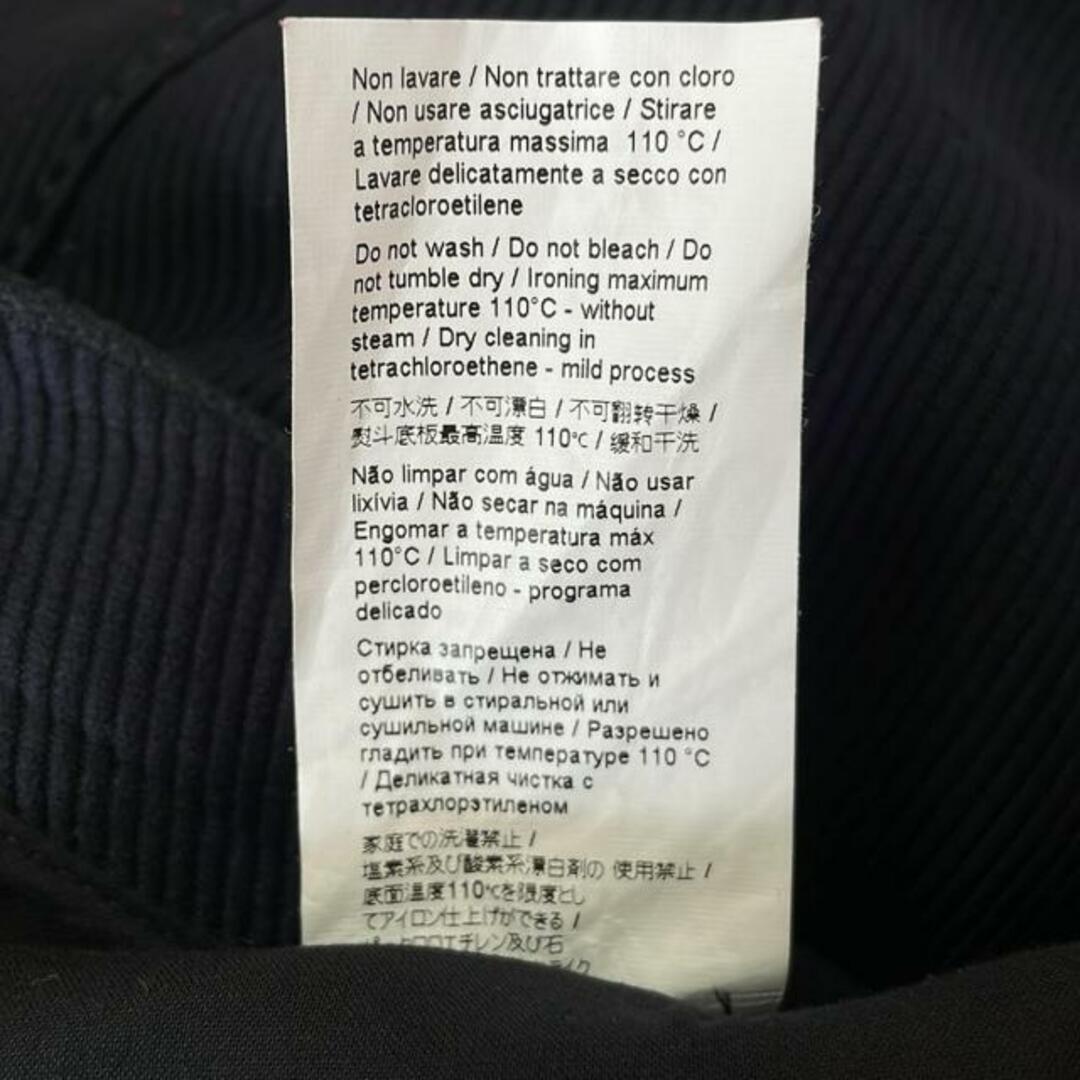 Non lavare / Non trattare con cloro
/ Non usare asciugatrice / Stirare
a temperatura massima 110 °C /
Lavare delicatamente a secco con
tetracloroetilene
Do not wash / Do not bleach / Do
not tumble dry / Ironing maximum
temperature 110°C - without
steam / Dry cleaning in
tetrachloroethene - mild process
不可水洗 / 不可漂白 / 不可翻转干燥 /
熨斗底板最高温度 110℃ / 缓和干洗
Não limpar com água / Não usar
lixívia / Não secar na máquina /
Engomar a temperatura máx
110°C / Limpar a seco com
percloroetileno - programa
delicado
Стирка запрещена / Не
отбеливать / Не отжимать и
сушить в стиральной или
сушильной машине / Разрешено
гладить при температуре 110 °C
/ Деликатная чистка с
тетрахлорэтиленом
家庭での洗濯禁止 /
塩素系及び酸素系漂白剤の 使用禁止 /
底面温度110℃を限度とし
てアイロン仕上げができる /
エチレン及び石